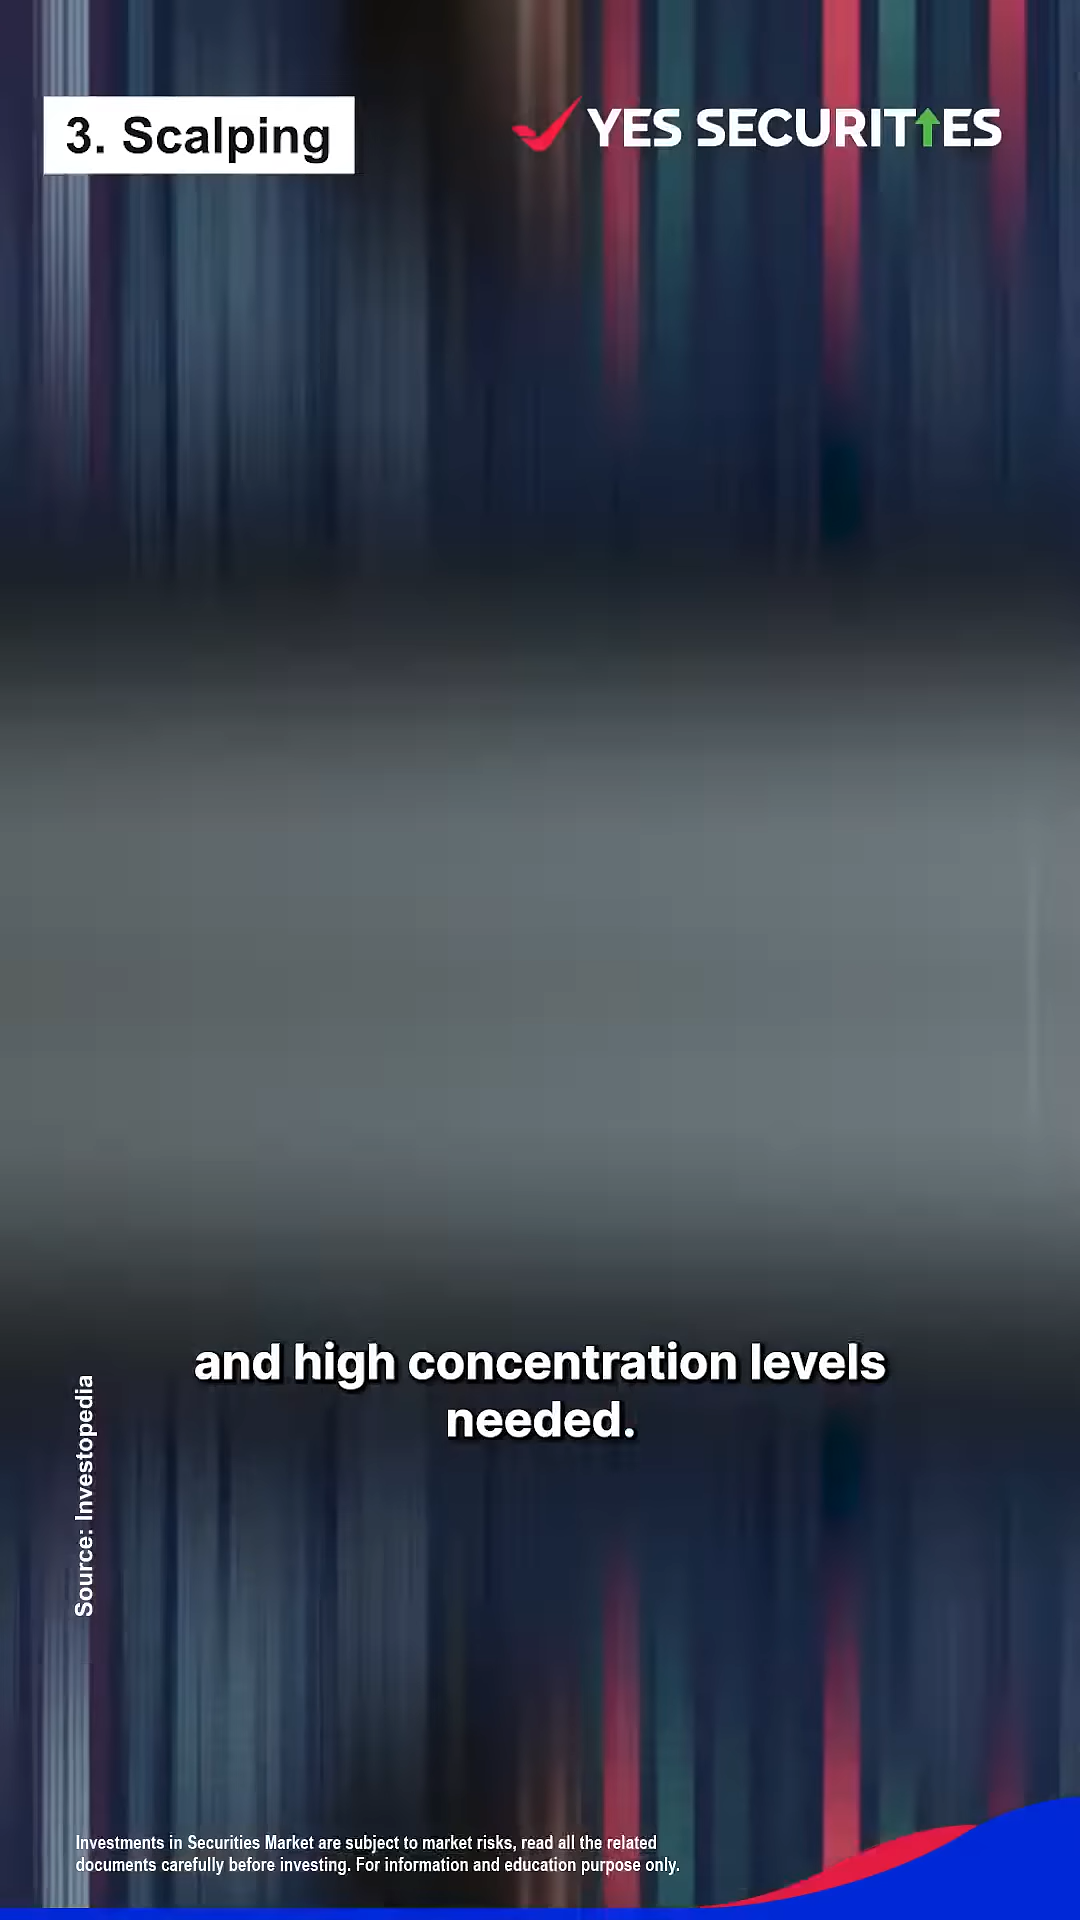 3. Scalping
YES SECURITIES
and high concentration levels
needed.
Source: Investopedia
Investments in Securities Market are subject to market risks, read all the related
documents carefully before investing. For information and education purpose only.